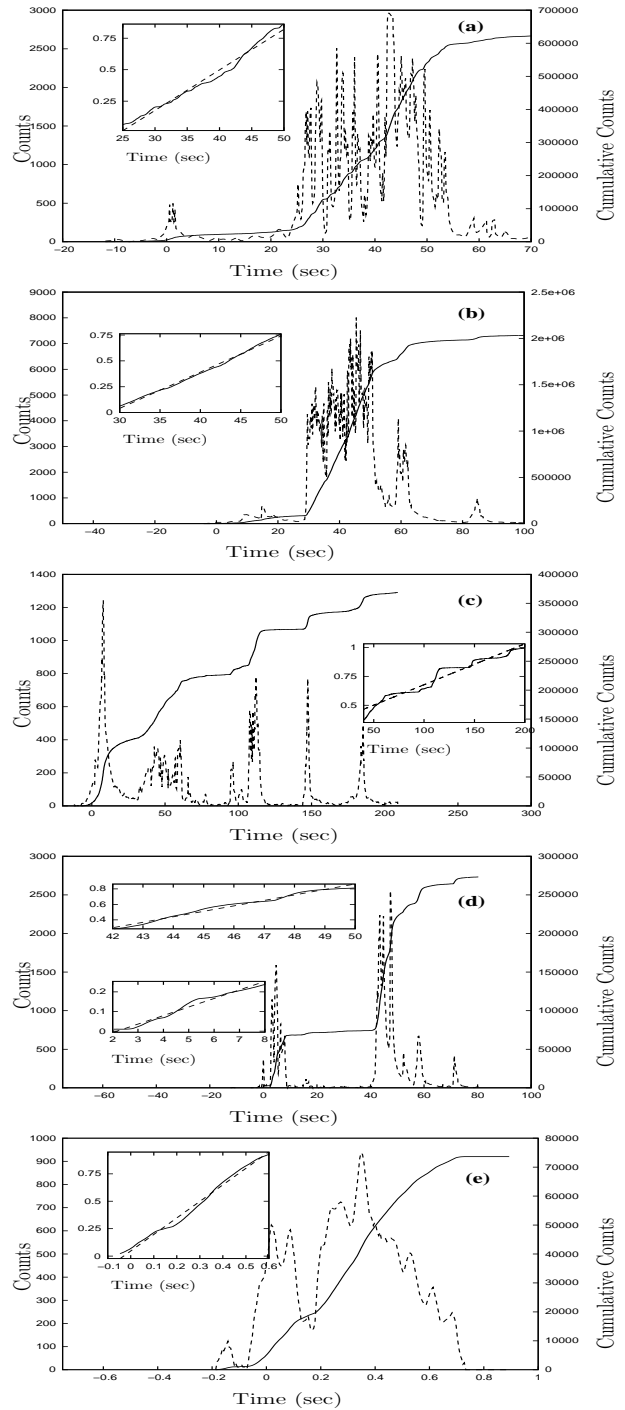 (a)
3000 2500 2000 1500 1000 500 0
700000 600000 500000 400000 300000 200000 100000 0
0.75 0.5 0.25
25 30 35 40 45 50
Time (sec)
Counts
Cumulative Counts
−20 −10 0 10 20 30 40 50 60 70
Time (sec)
(b)
9000 8000 7000 6000 5000 4000 3000 2000 1000 0
2.5e+06 2e+06 1.5e+06 1e+06 500000 0
0.75 0.5 0.25 0
30 35 40 45 50
Time (sec)
Counts
Cumulative Counts
−40 −20 0 20 40 60 80 100
Time (sec)
(c)
1400 1200 1000 800 600 400 200 0
400000 350000 300000 250000 200000 150000 100000 50000 0
1 0.75 0.5
50 100 150 200
Time (sec)
Counts
Cumulative Counts
0 50 100 150 200 250 300
Time (sec)
(d)
3000 2500 2000 1500 1000 500 0
300000 250000 200000 150000 100000 50000 0
0.8 0.6 0.4
42 43 44 45 46 47 48 49 50
Time (sec)
0.2 0.1 0
2 3 4 5 6 7 8
Time (sec)
Counts
Cumulative Counts
−60 −40 −20 0 20 40 60 80 100
Time (sec)
(e)
1000 900 800 700 600 500 400 300 200 100 0
80000 70000 60000 50000 40000 30000 20000 10000 0
0.75 0.5 0.25 0
−0.1 0 0.1 0.2 0.3 0.4 0.5 0.6
Time (sec)
Counts
Cumulative Counts
−0.6 −0.4 −0.2 0 0.2 0.4 0.6 0.8 1
Time (sec)